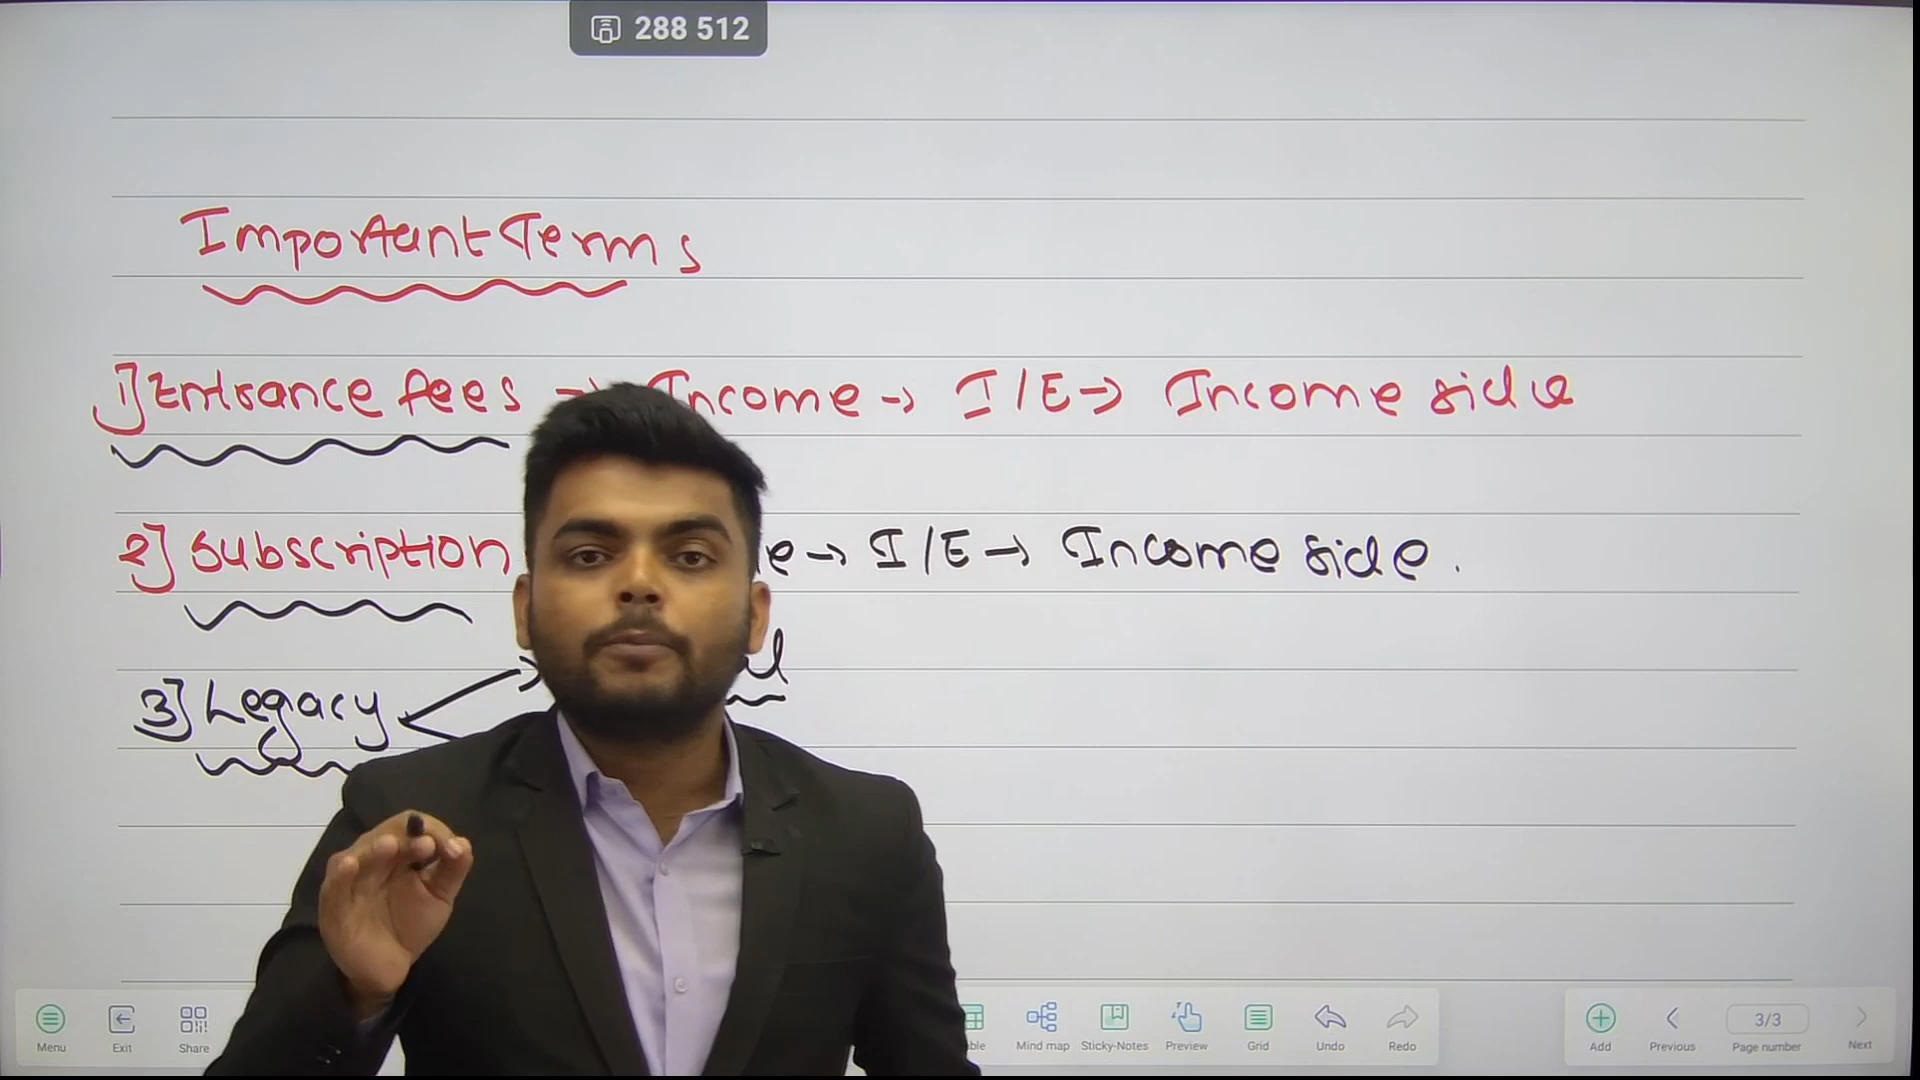 288 512
Important Terms
1] Entrance fees → Income → I/E → Income side
2] Subscription → I/E → Income side.
3] Legacy
Menu Exit Share Mind map Sticky-Notes Preview Grid Undo Redo Add Previous 3/3 Page number Next